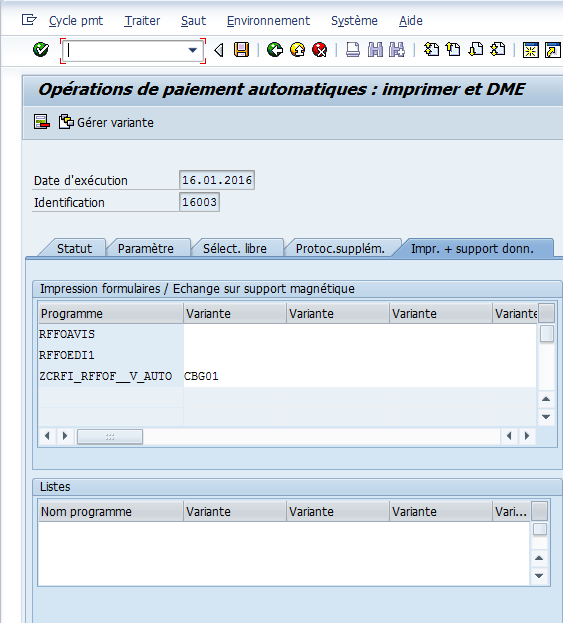 Cycle pmt Traiter Saut Environnement Système Aide
Opérations de paiement automatiques : imprimer et DME
Gérer variante
Date d'exécution 16.01.2016
Identification 16003
Statut Paramètre Sélect. libre Protoc.supplém. Impr. + support donn.
Impression formulaires / Echange sur support magnétique
Programme Variante Variante Variante Variante
RFFOAVIS
RFFOEDI1
ZCRFI_RFFOF__V_AUTO CBG01
Listes
Nom programme Variante Variante Variante Vari...